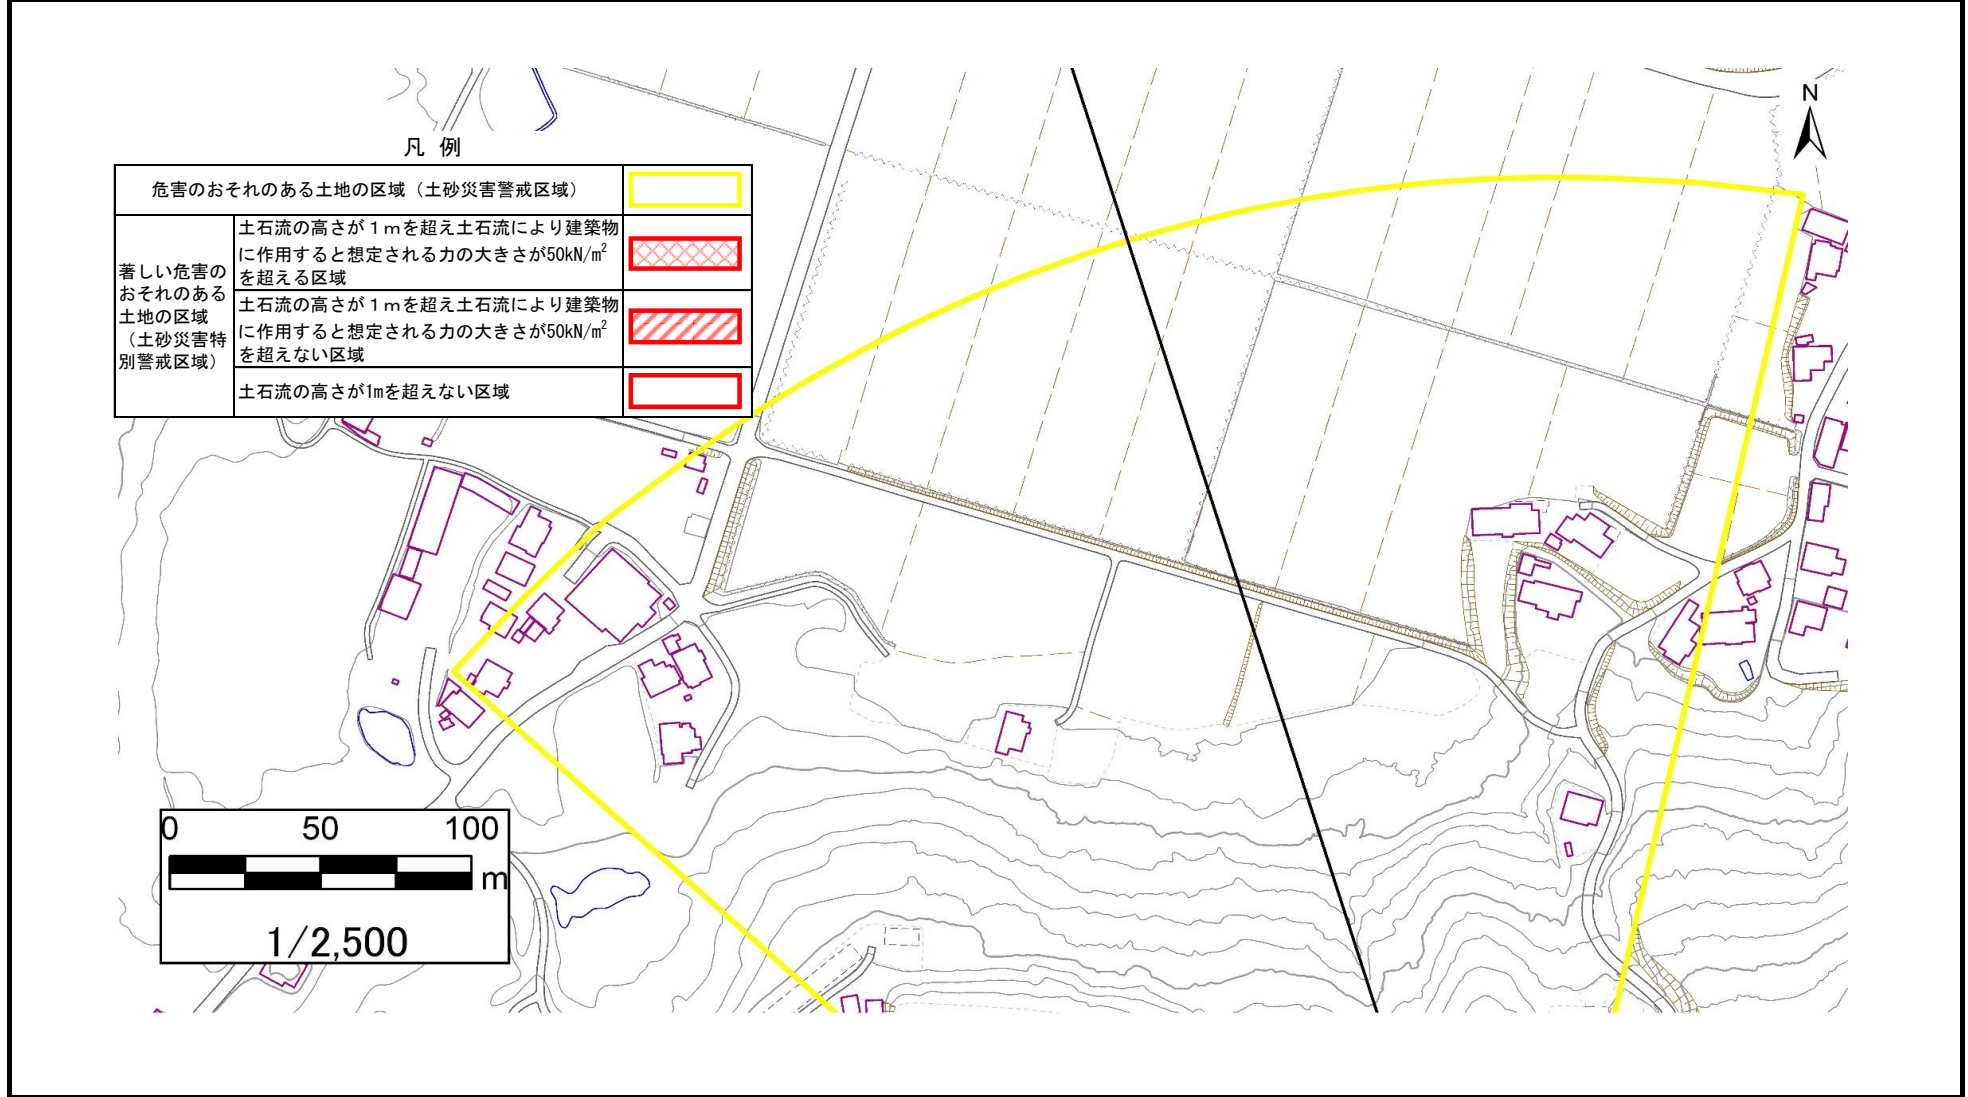 N
凡 例
危害のおそれのある土地の区域（土砂災害警戒区域）
著しい危害の
おそれのある
土地の区域
（土砂災害特
別警戒区域）
土石流の高さが１ｍを超え土石流により建築物
に作用すると想定される力の大きさが50kN/m²
を超える区域
土石流の高さが１ｍを超え土石流により建築物
に作用すると想定される力の大きさが50kN/m²
を超えない区域
土石流の高さが1mを超えない区域
0 50 100
m
1/2,500